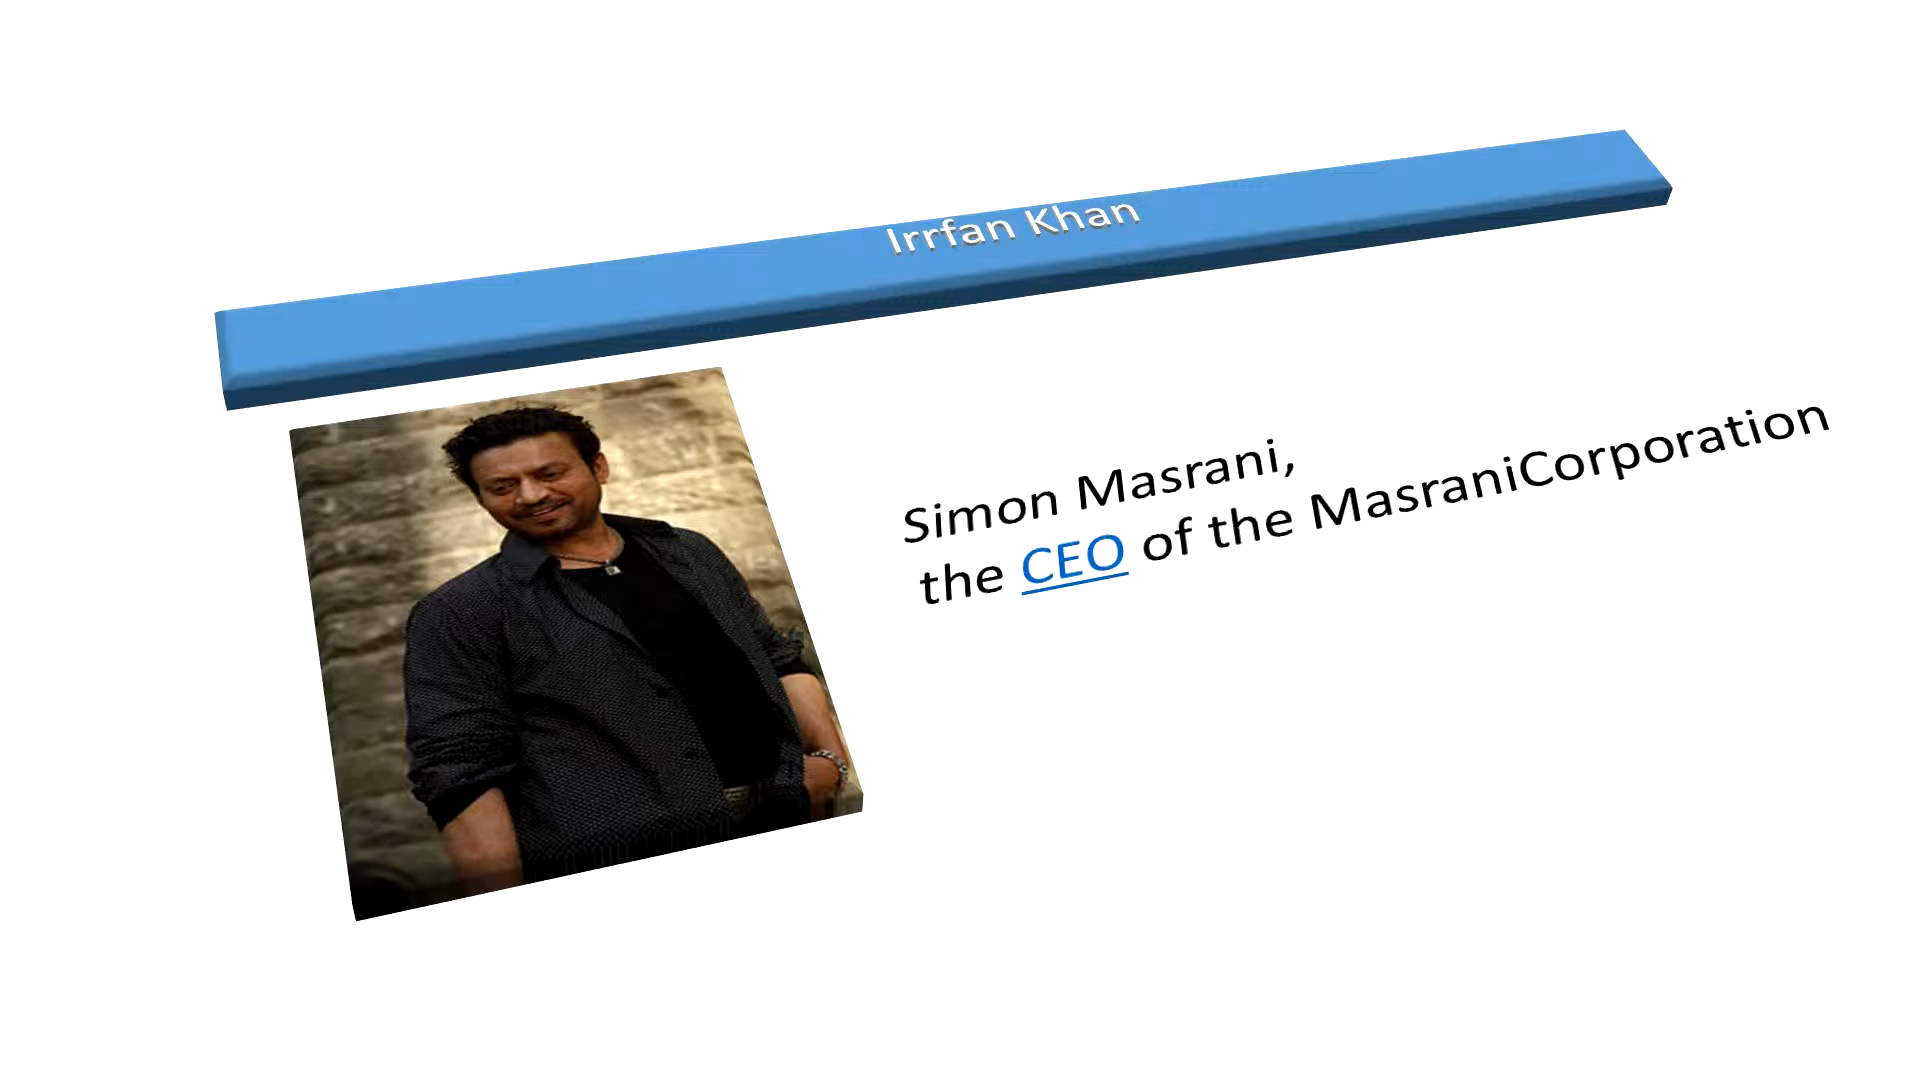 Irrfan Khan
Simon Masrani,
the CEO of the MasraniCorporation